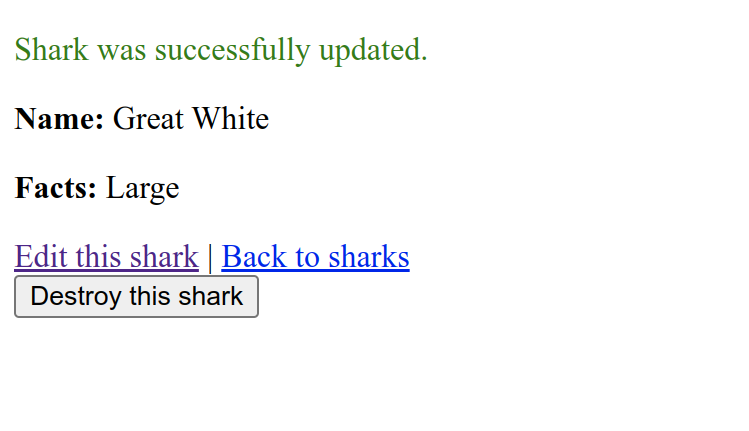 Shark was successfully updated.
Name: Great White
Facts: Large
Edit this shark | Back to sharks
Destroy this shark